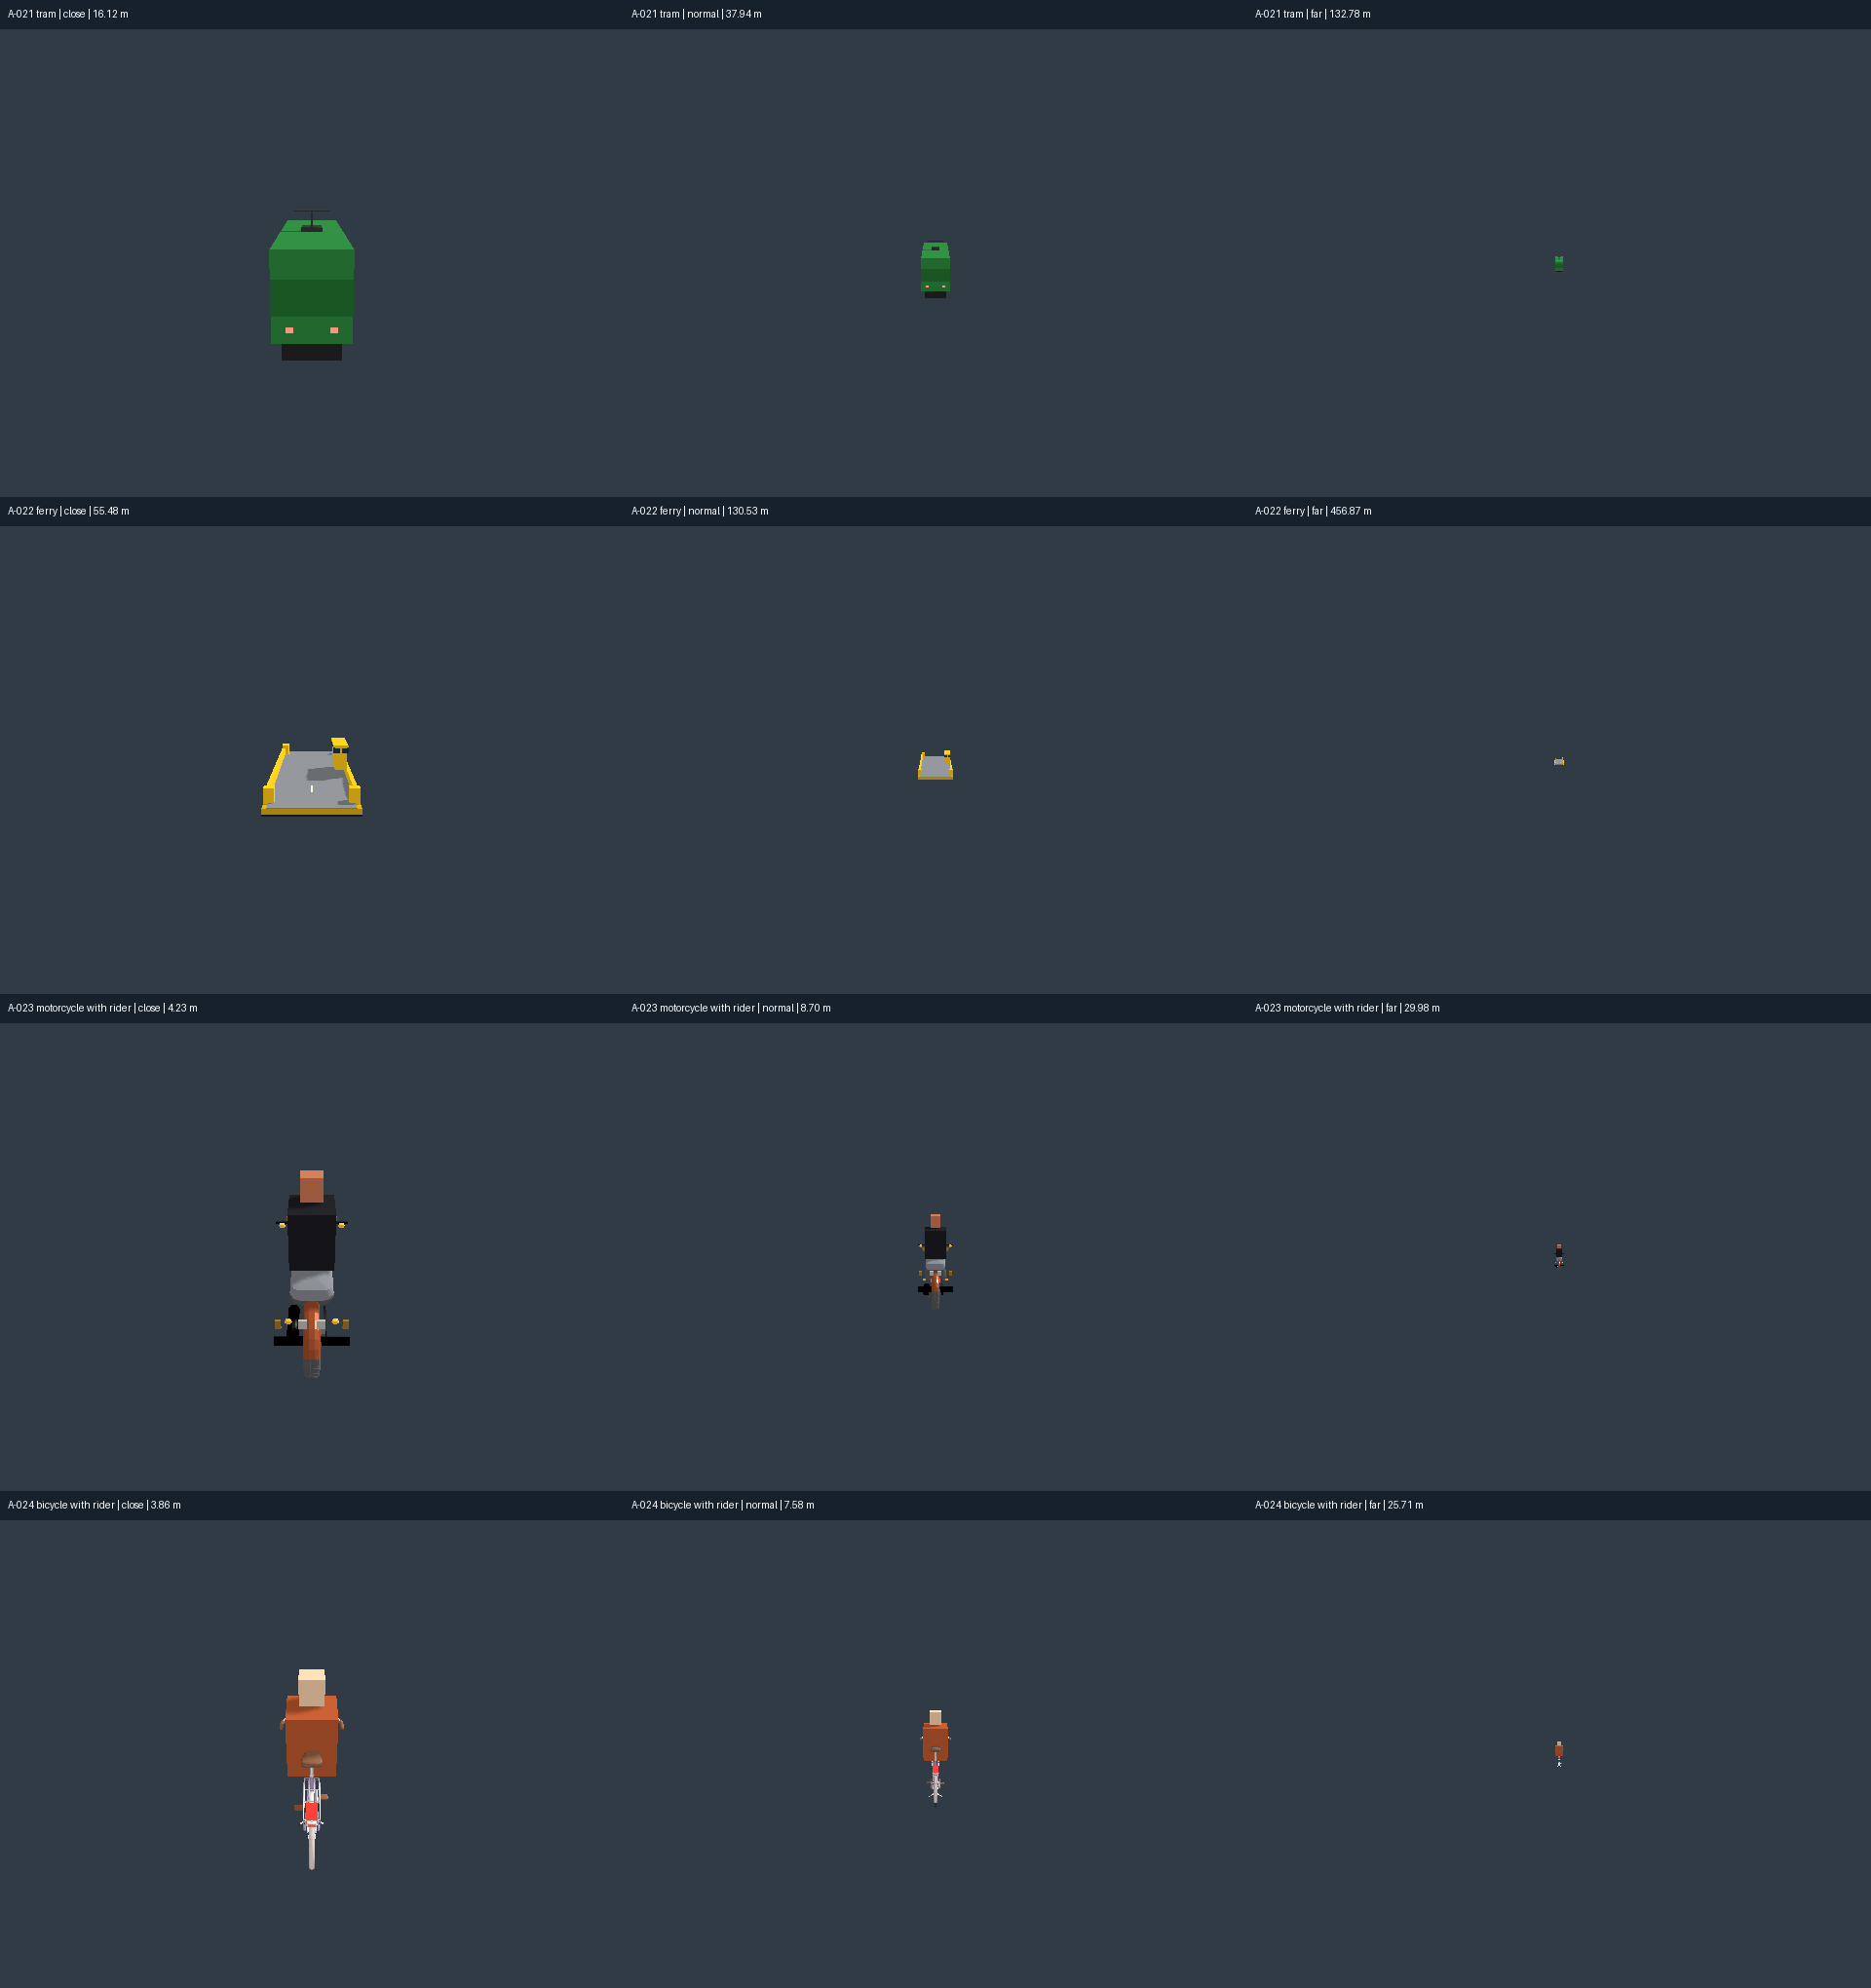 A-021 tram | close | 16.12 m
A-021 tram | normal | 37.94 m
A-021 tram | far | 132.78 m
A-022 ferry | close | 55.48 m
A-022 ferry | normal | 130.53 m
A-022 ferry | far | 456.87 m
A-023 motorcycle with rider | close | 4.23 m
A-023 motorcycle with rider | normal | 8.70 m
A-023 motorcycle with rider | far | 29.98 m
A-024 bicycle with rider | close | 3.86 m
A-024 bicycle with rider | normal | 7.58 m
A-024 bicycle with rider | far | 25.71 m